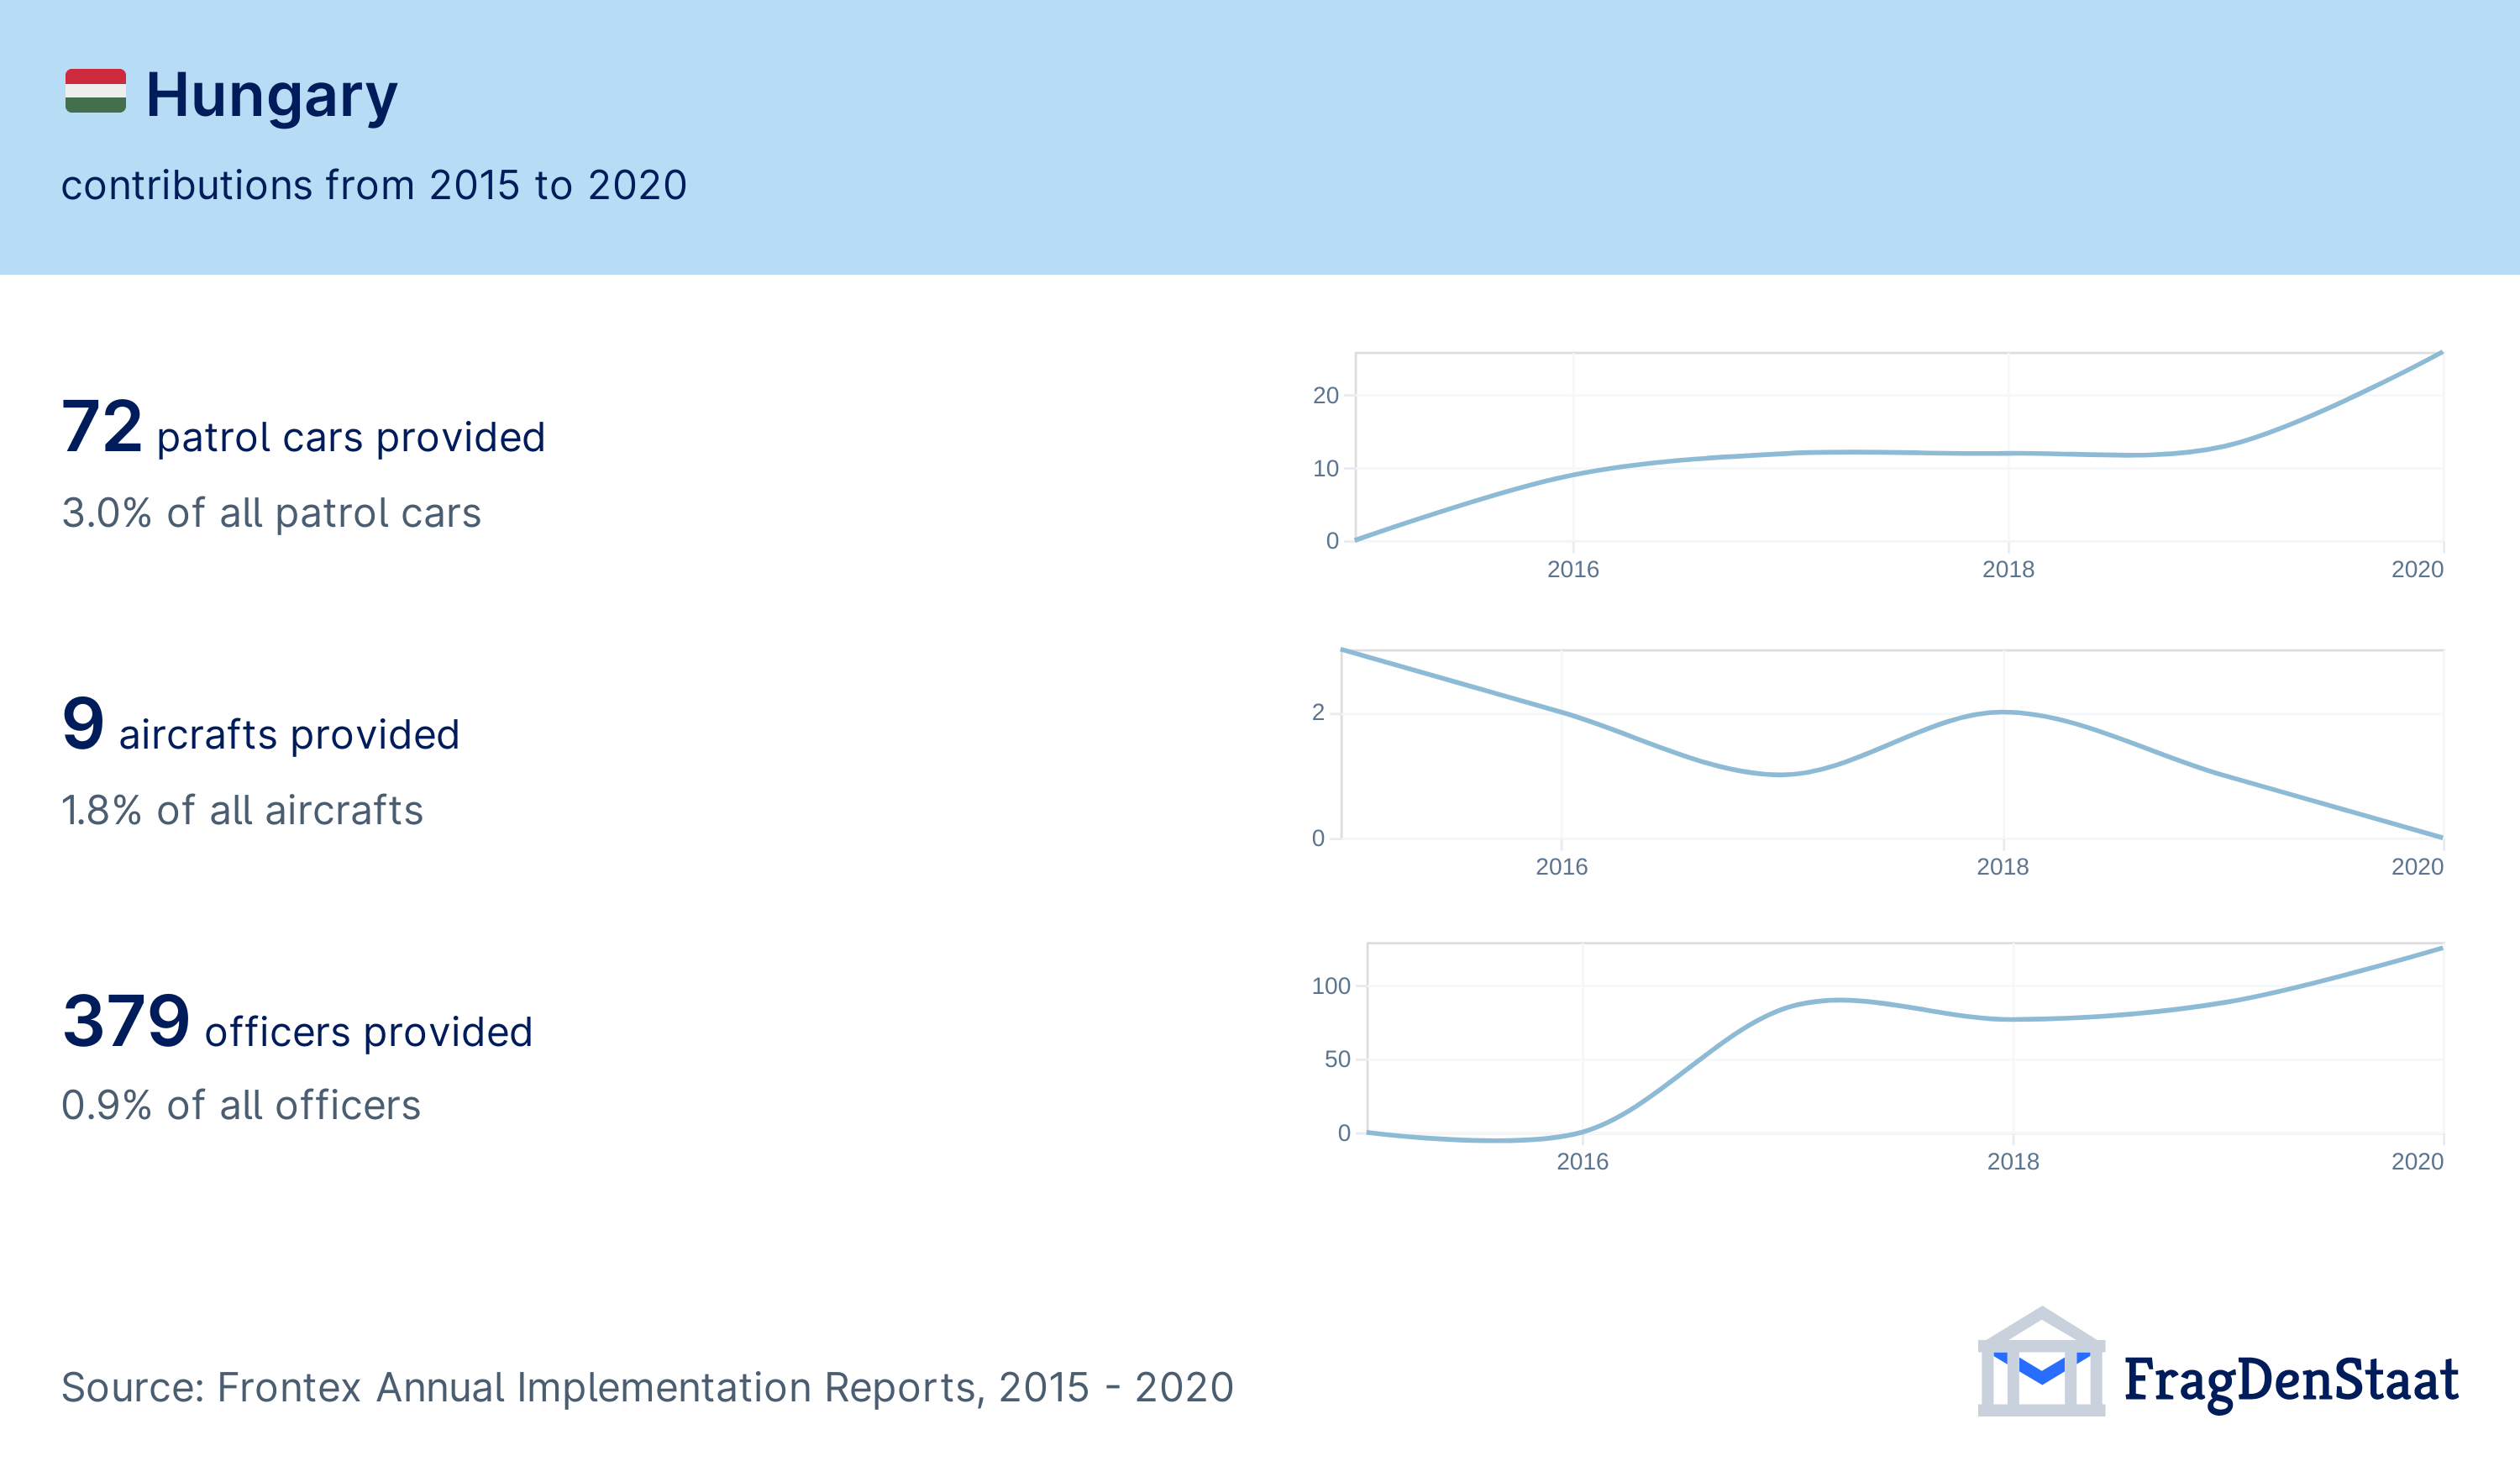 Hungary
contributions from 2015 to 2020
72 patrol cars provided
3.0% of all patrol cars
20
10
0
2016 2018 2020
9 aircrafts provided
1.8% of all aircrafts
2
0
2016 2018 2020
379 officers provided
0.9% of all officers
100
50
0
2016 2018 2020
Source: Frontex Annual Implementation Reports, 2015 - 2020
FragDenStaat